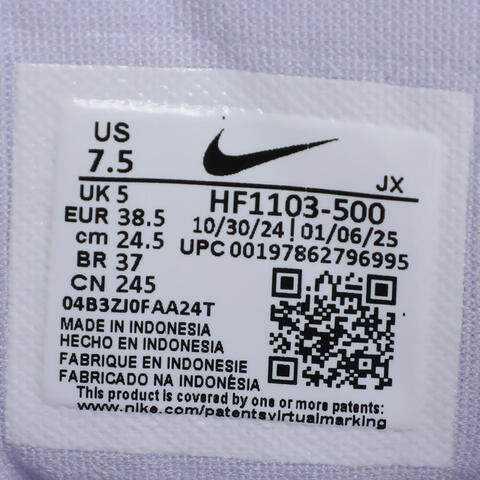 US
7.5
JX
UK 5
HF1103-500
EUR 38.5
10/30/24 | 01/06/25
cm 24.5
UPC 00197862796995
BR 37
CN 245
04B3ZJ0FAA24T
MADE IN INDONESIA
HECHO EN INDONESIA
FABRIQUE EN INDONESIE
FABRICADO NA INDONÉSIA
This product is covered by one or more patents:
www.nike.com/patentsvirtualmarking